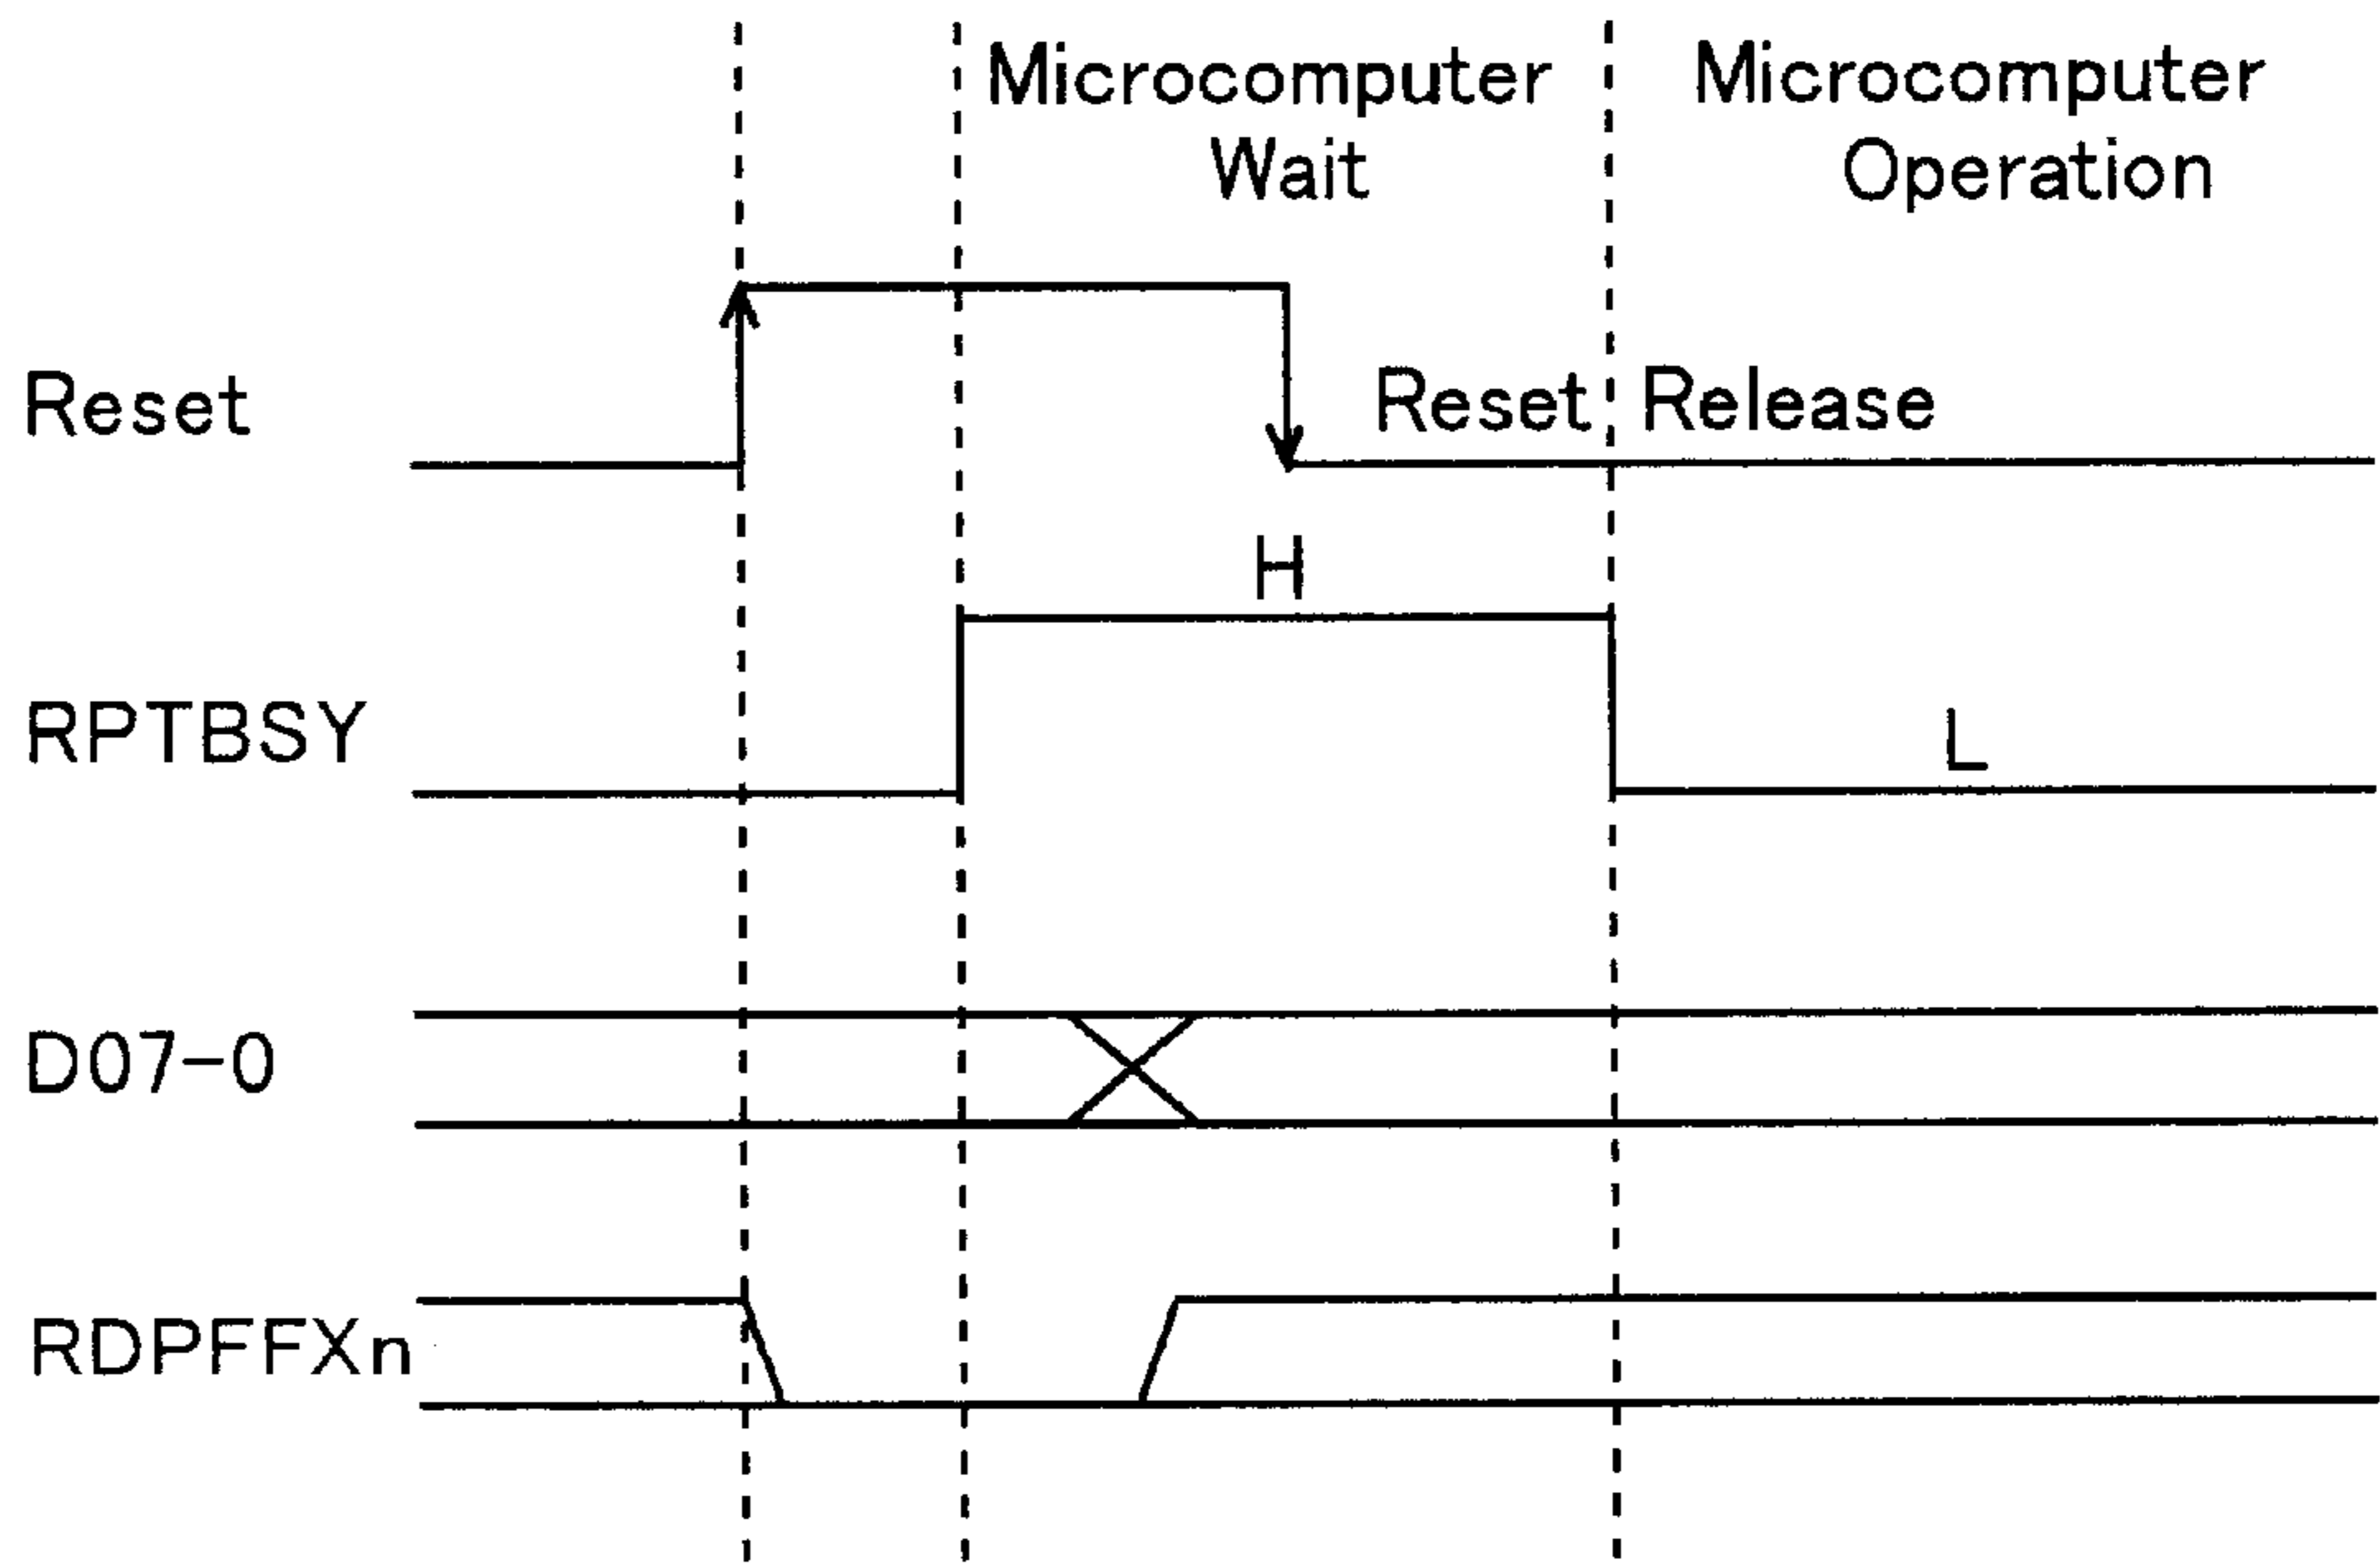 Microcomputer
Wait
Microcomputer
Operation
Reset
Reset Release
H
RPTBSY
L
D07-0
RDPFFXn